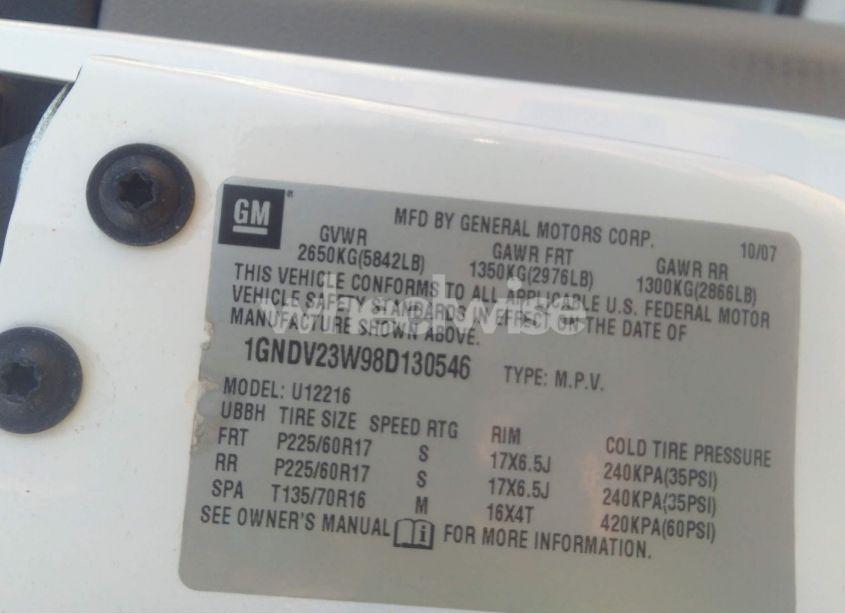 GM
MFD BY GENERAL MOTORS CORP. 10/07
GVWR GAWR FRT GAWR RR
2650KG(5842LB) 1350KG(2976LB) 1300KG(2866LB)
THIS VEHICLE CONFORMS TO ALL APPLICABLE U.S. FEDERAL MOTOR
VEHICLE SAFETY STANDARDS IN EFFECT ON THE DATE OF
MANUFACTURE SHOWN ABOVE.
1GNDV23W98D130546 TYPE: M.P.V.
MODEL: U12216
UBBH TIRE SIZE SPEED RTG RIM COLD TIRE PRESSURE
FRT P225/60R17 S 17X6.5J 240KPA(35PSI)
RR P225/60R17 S 17X6.5J 240KPA(35PSI)
SPA T135/70R16 M 16X4T 420KPA(60PSI)
SEE OWNER'S MANUAL i FOR MORE INFORMATION.
wheelwise